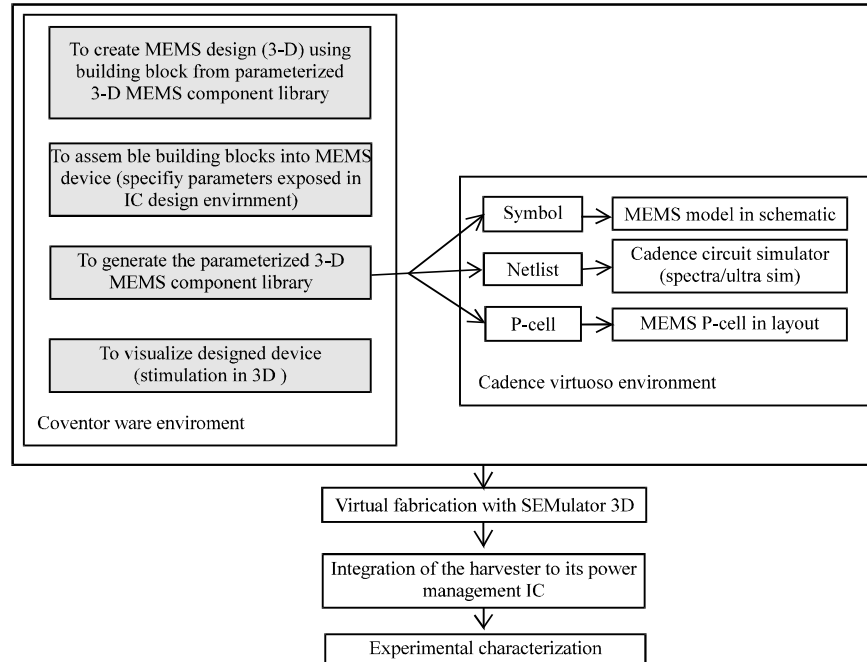 To create MEMS design (3-D) using
building block from parameterized
3-D MEMS component library
To assem ble building blocks into MEMS
device (specifiy parameters exposed in
IC design envirnment)
To generate the parameterized 3-D
MEMS component library
To visualize designed device
(stimulation in 3D )
Coventor ware enviroment
Symbol
MEMS model in schematic
Netlist
Cadence circuit simulator
(spectra/ultra sim)
P-cell
MEMS P-cell in layout
Cadence virtuoso environment
Virtual fabrication with SEMulator 3D
Integration of the harvester to its power
management IC
Experimental characterization